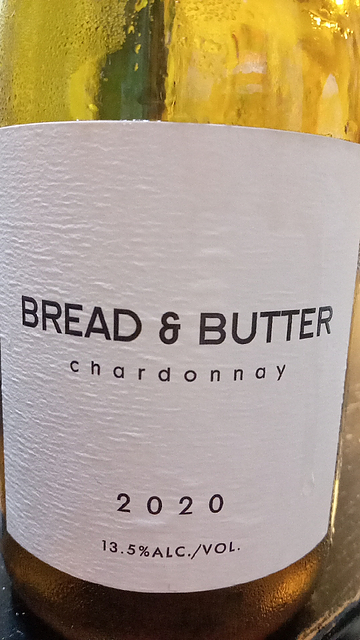 BREAD & BUTTER
chardonnay
2020
13.5%ALC./VOL.